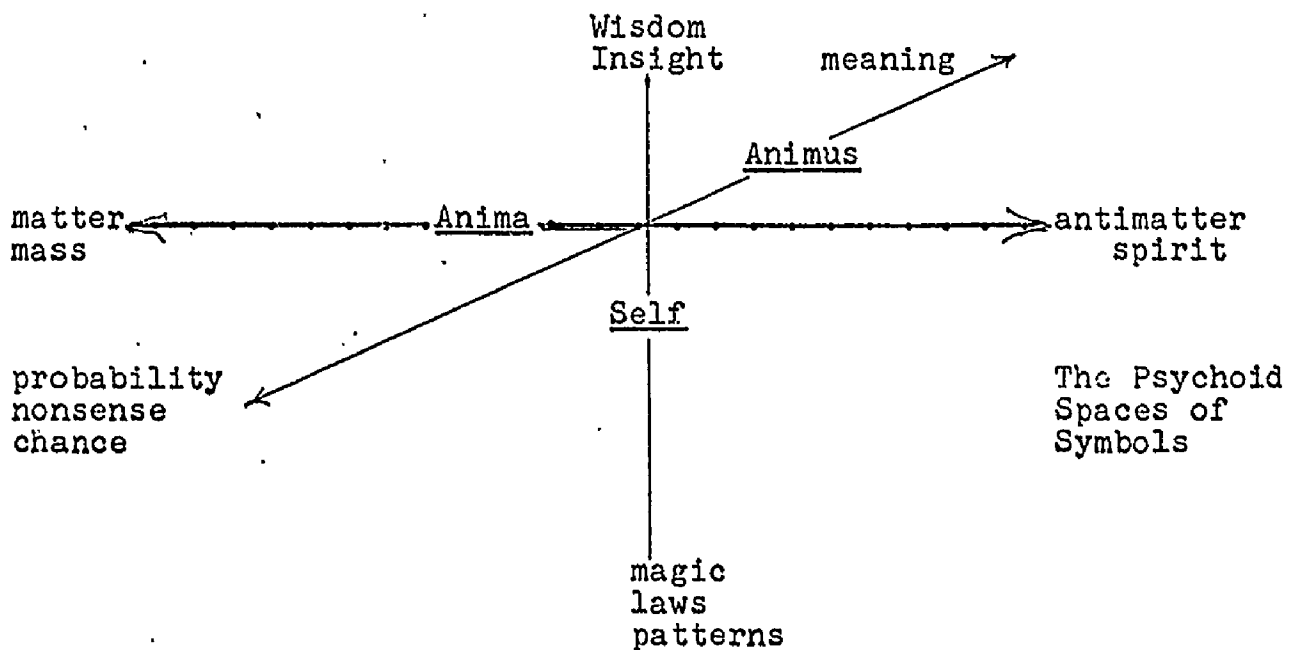 Wisdom
Insight
meaning
Animus
matter
mass
Anima
antimatter
spirit
Self
probability
nonsense
chance
The Psychoid
Spaces of
Symbols
magic
laws
patterns